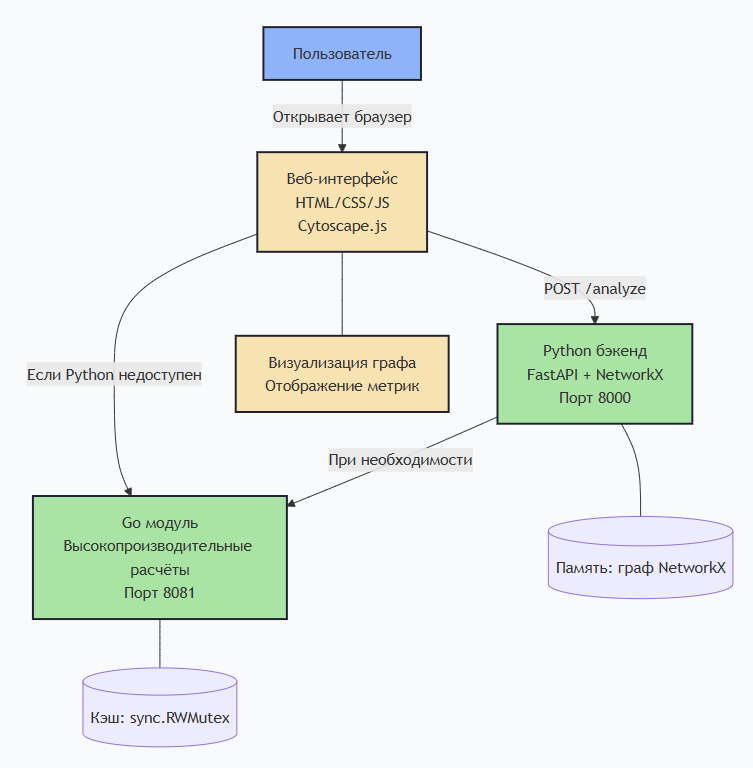 Пользователь
Открывает браузер
Веб-интерфейс
HTML/CSS/JS
Cytoscape.js
POST /analyze
Визуализация графа
Отображение метрик
Python бэкенд
FastAPI + NetworkX
Порт 8000
Если Python недоступен
При необходимости
Go модуль
Высокопроизводительные
расчёты
Порт 8081
Память: граф NetworkX
Кэш: sync.RWMutex